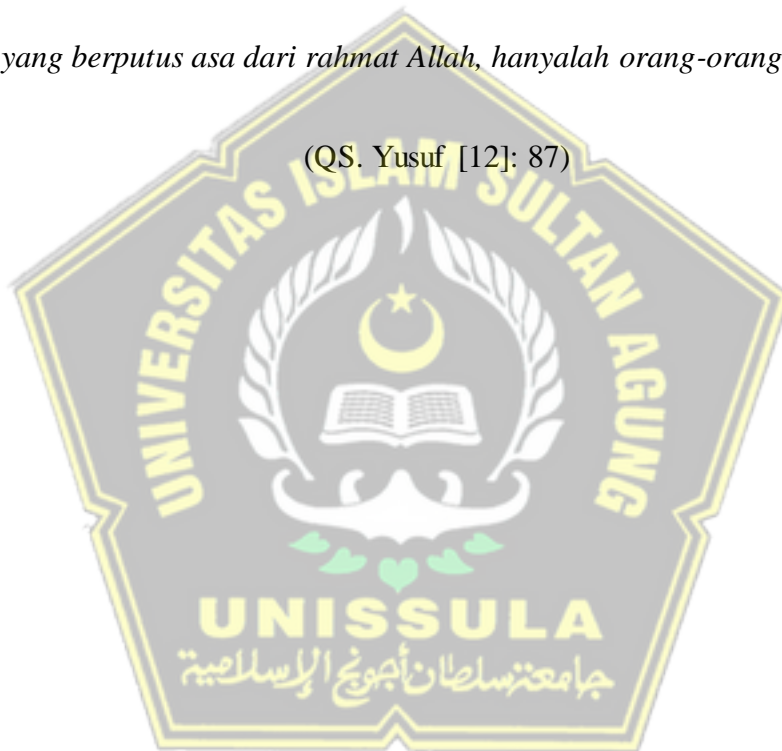 yang berputus asa dari rahmat Allah, hanyalah orang-orang
(QS. Yusuf [12]: 87)
UNIVERSITAS ISLAM SULTAN AGUNG
UNISSULA
جامعة سلطان أجونج الإسلامية